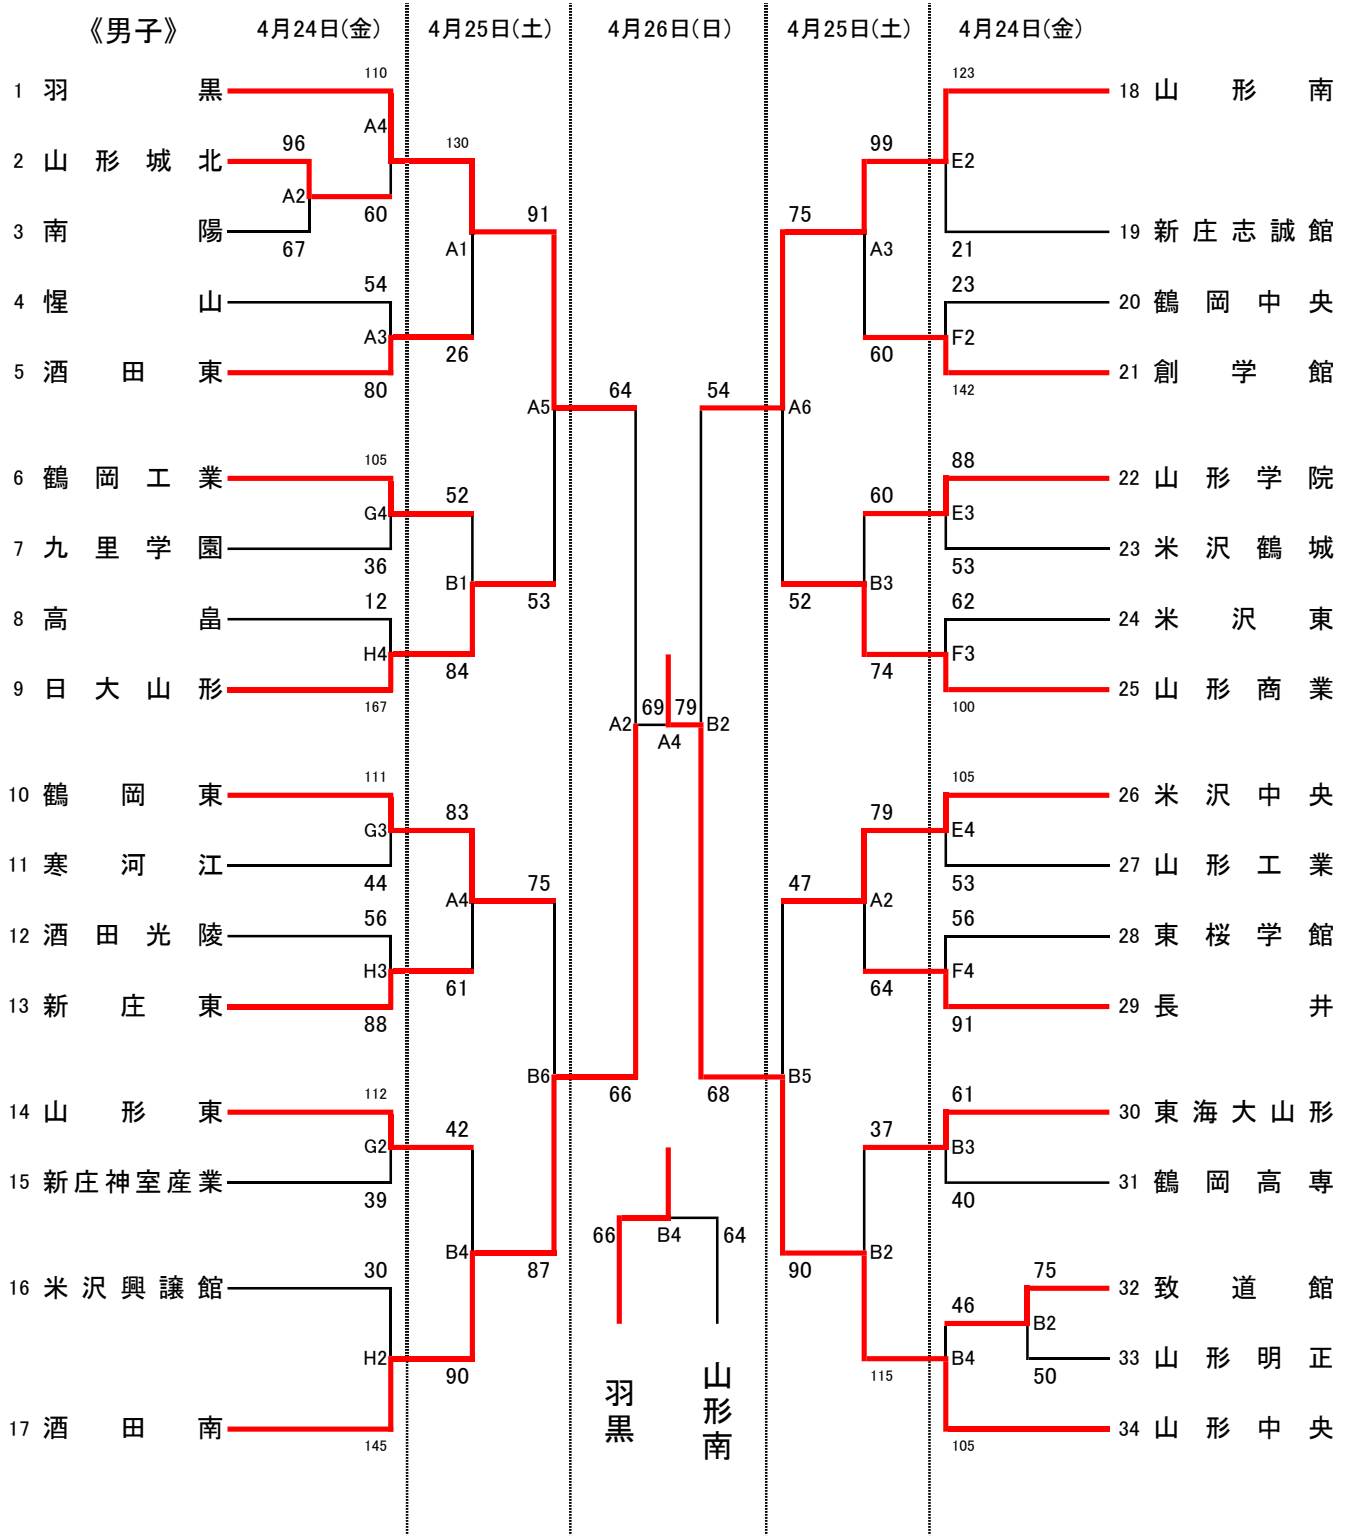 《男子》 4月24日(金) 4月25日(土) 4月26日(日) 4月25日(土) 4月24日(金)
110 123
1 羽黒 18 山形南
A4
96 130 99
2 山形城北 E2
A2
60 91 75
3 南陽 A1 A3 19 新庄志誠館
67 21
54 23
4 惺山 20 鶴岡中央
A3 F2
26 60
5 酒田東 21 創学館
80 64 54 142
A5 A6
105 88
6 鶴岡工業 22 山形学院
52 60
G4 E3
7 九里学園 23 米沢鶴城
36 53
B1 B3
12 53 52 62
8 高畠 24 米沢東
H4 F3
84 74
9 日大山形 25 山形商業
167 69 79 100
A2 A4 B2
111 105
10 鶴岡東 26 米沢中央
83 79
G3 E4
11 寒河江 27 山形工業
44 75 47 53
A4 A2
56 56
12 酒田光陵 28 東桜学館
H3 F4
61 64
13 新庄東 29 長井
88 91
B6 B5
112 66 68 61
14 山形東 30 東海大山形
42 37
G2 B3
15 新庄神室産業 31 鶴岡高専
39 40
66 B4 64
B4 B2
30 87 90 75
16 米沢興譲館 32 致道館
46
B2
H2 B4 33 山形明正
90 115 50
羽黒 山形南
17 酒田南 34 山形中央
145 105